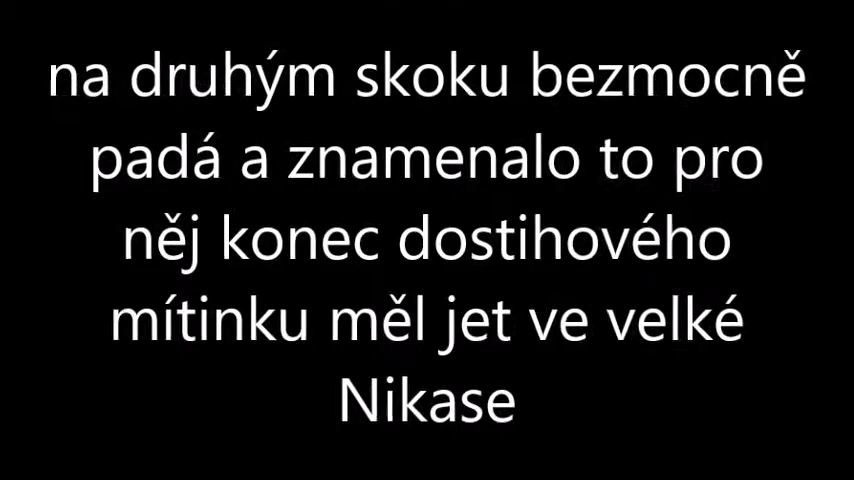 na druhým skoku bezmocně
padá a znamenalo to pro
něj konec dostihového
mítinku měl jet ve velké
Nikase